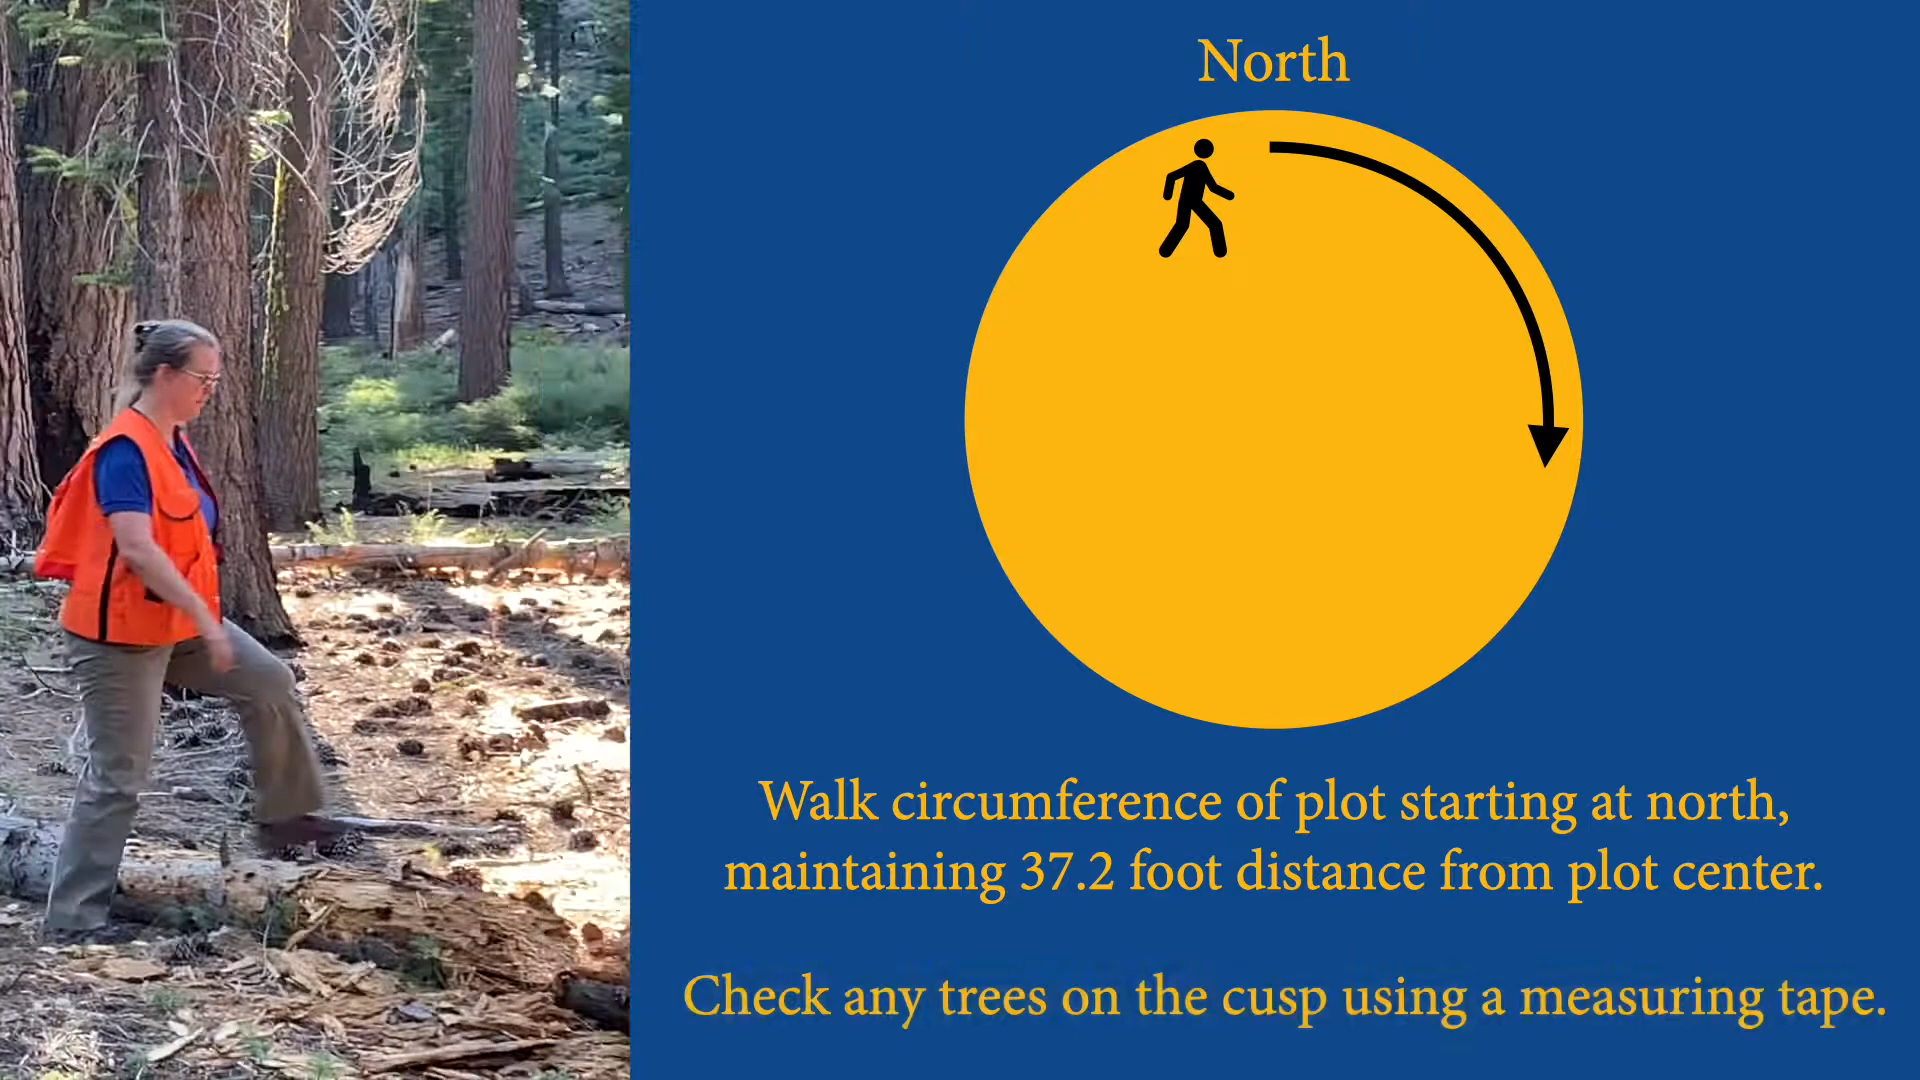 North
Walk circumference of plot starting at north,
maintaining 37.2 foot distance from plot center.
Check any trees on the cusp using a measuring tape.